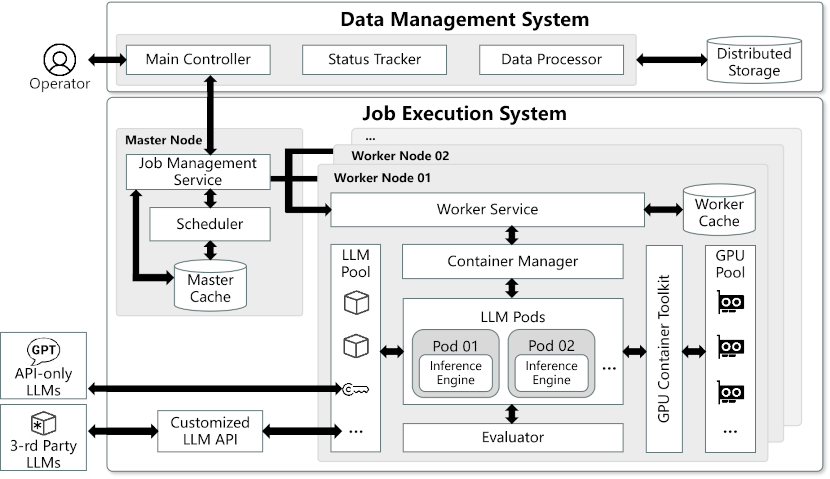 Data Management System
Operator
Main Controller
Status Tracker
Data Processor
Distributed
Storage
Job Execution System
...
Master Node
Worker Node 02
Worker Node 01
Job Management
Service
Scheduler
Master
Cache
Worker Service
Worker
Cache
LLM
Pool
Container Manager
GPU
Pool
LLM Pods
Pod 01
Inference
Engine
Pod 02
Inference
Engine
...
GPU Container Toolkit
GPT
API-only
LLMs
3-rd Party
LLMs
Customized
LLM API
...
Evaluator
...